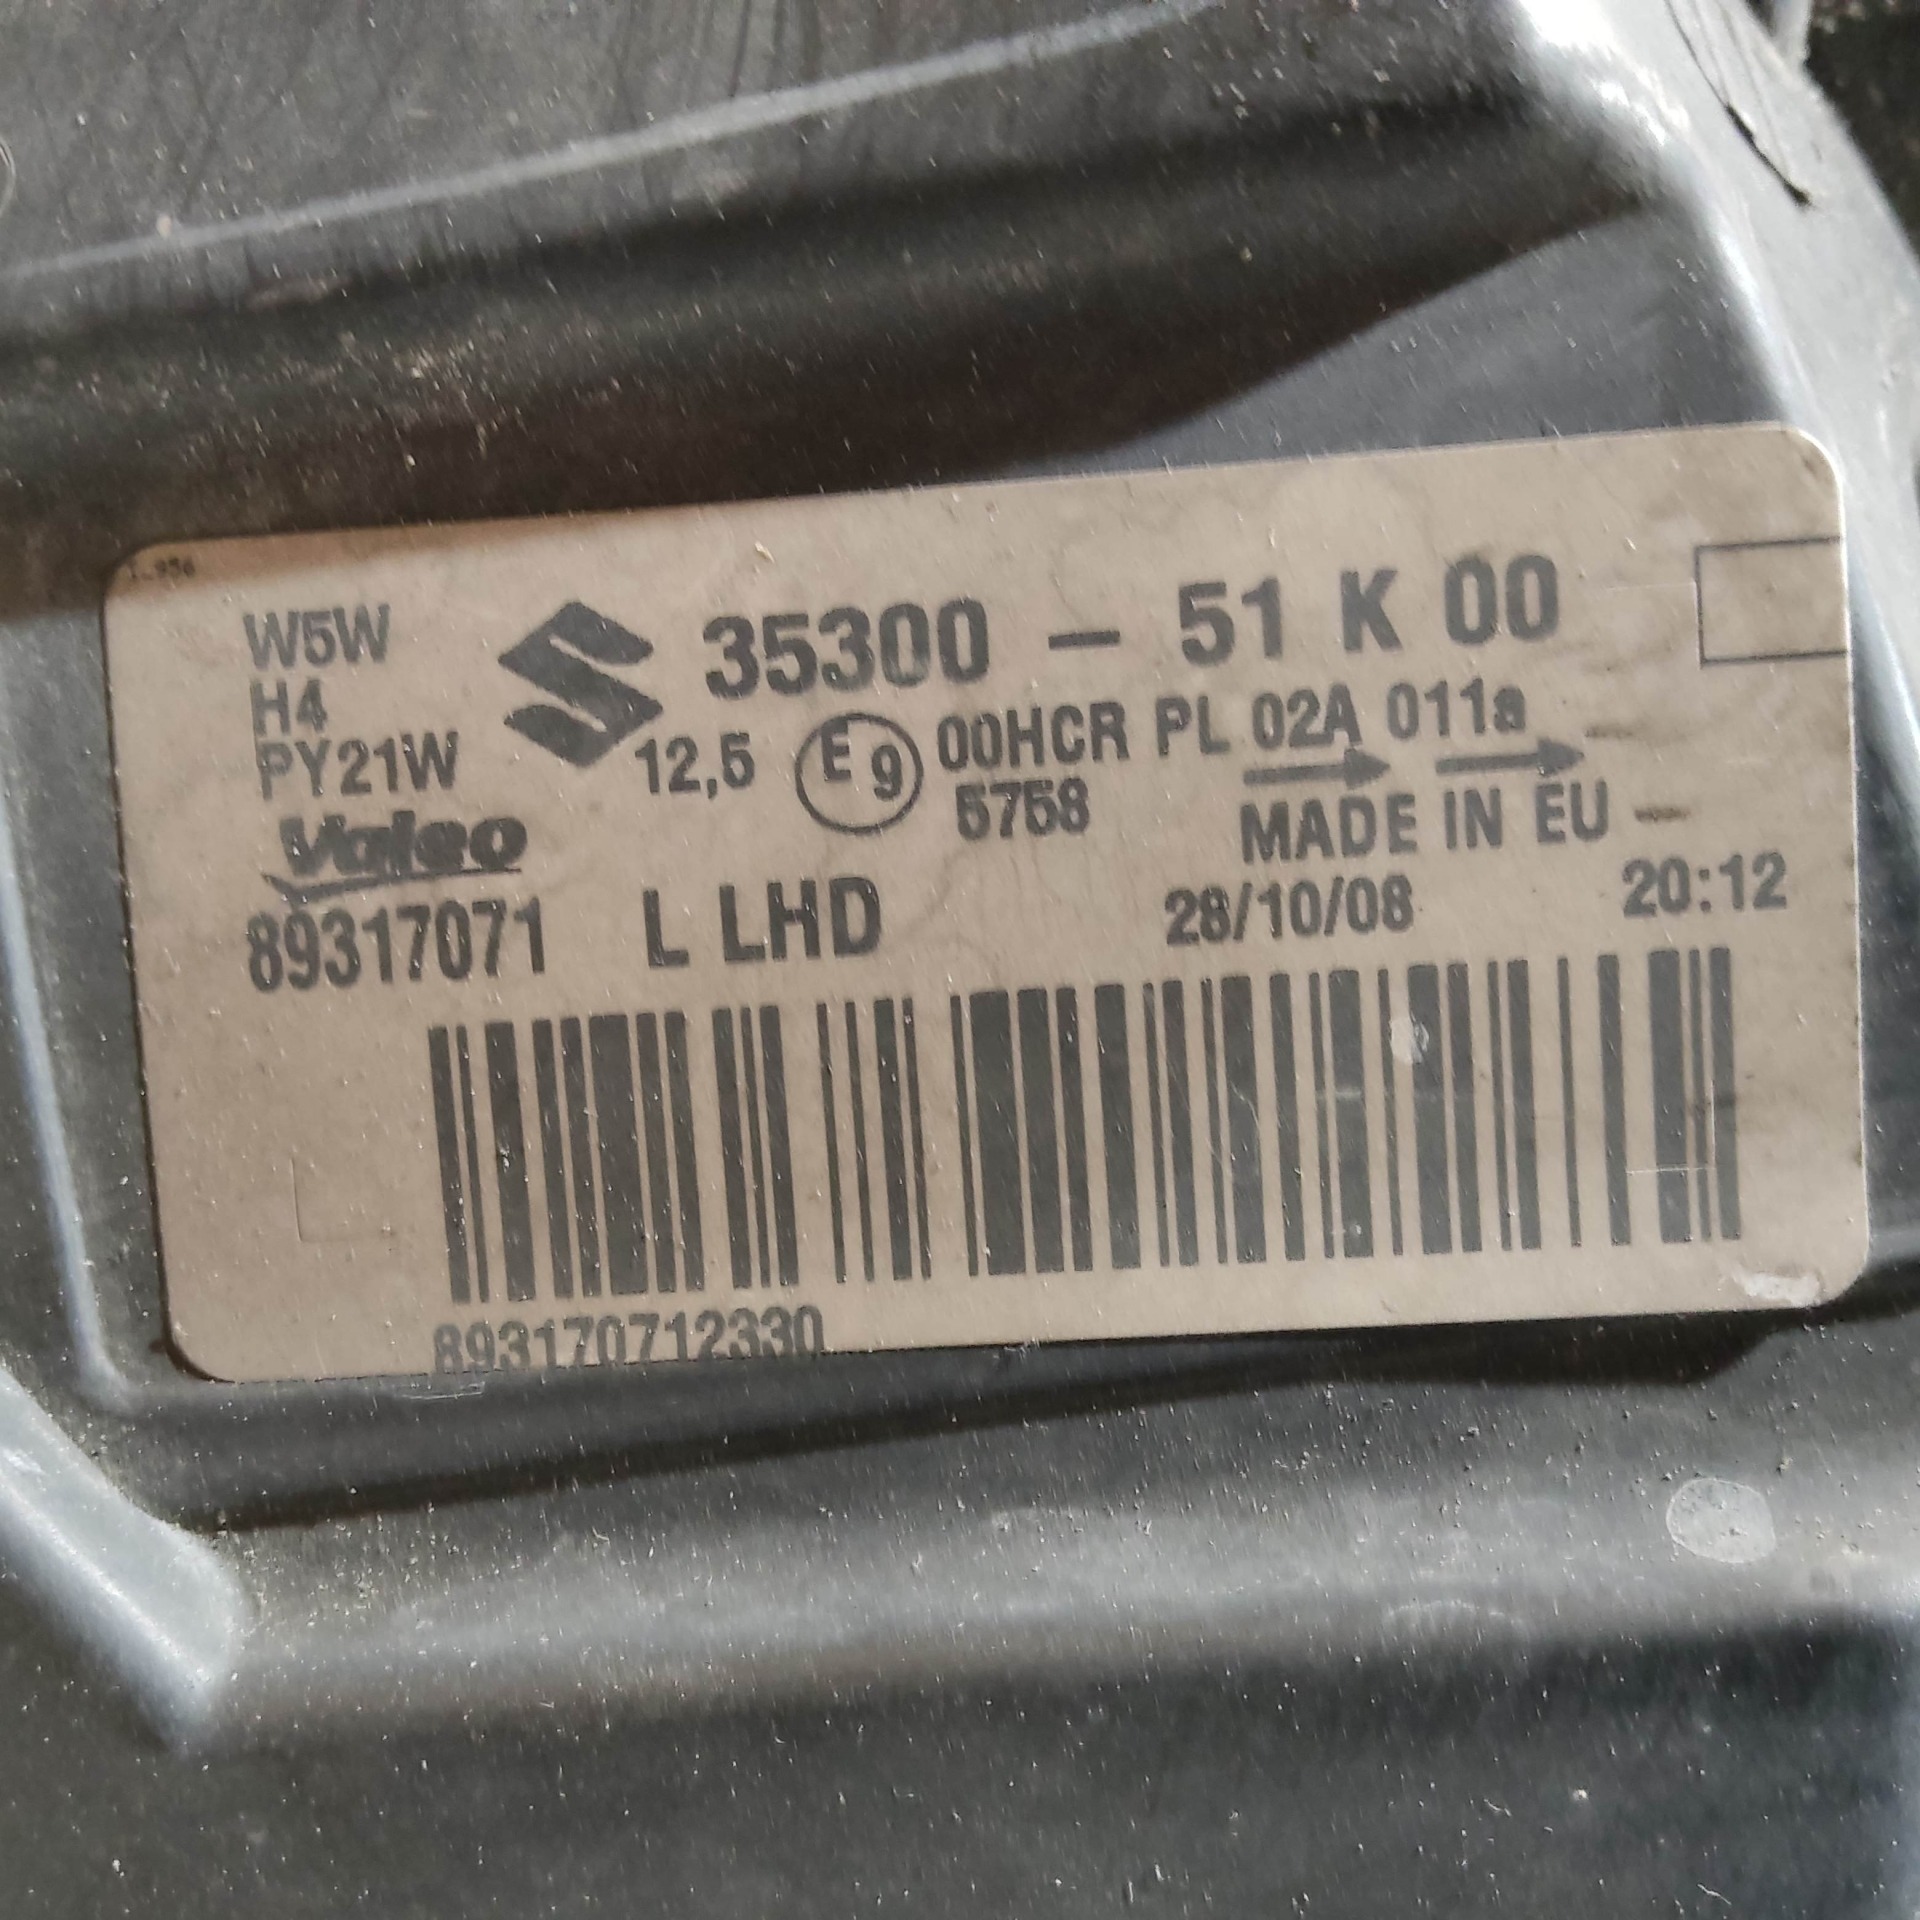 W5W
35300 - 51 K 00
H4
12,5 E9 00HCR PL 02A 011a
PY21W
5758
MADE IN EU
Valeo
89317071 L LHD 28/10/08 20:12
893170712330